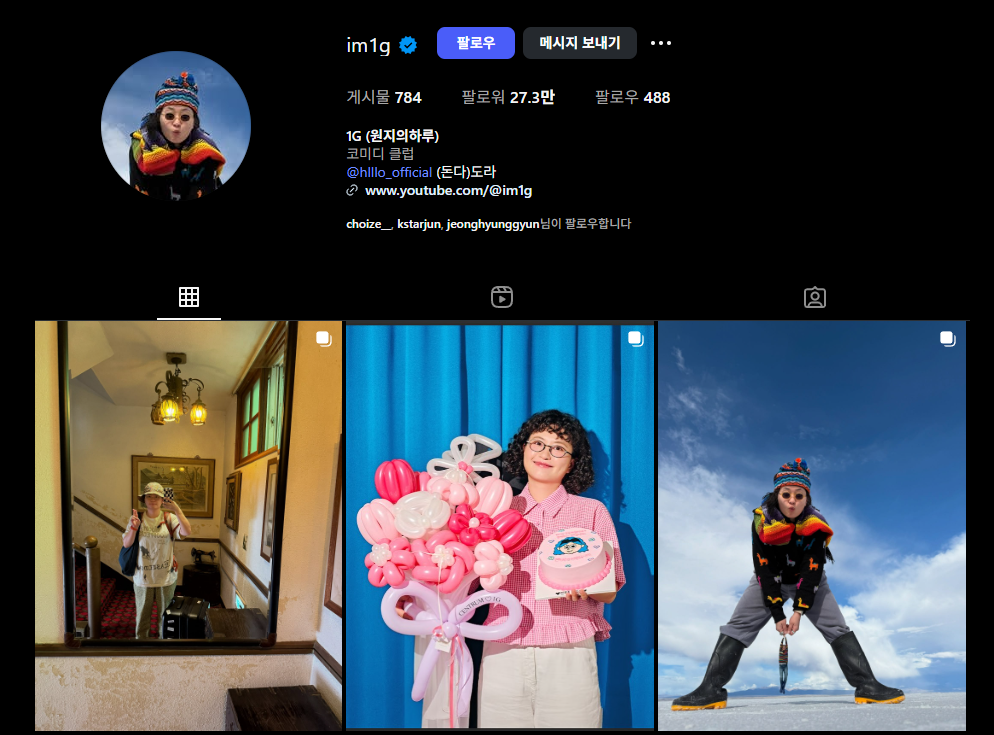 im1g 팔로우 메시지 보내기
게시물 784 팔로워 27.3만 팔로우 488
1G (원지의하루)
코미디 클럽
@hlllo_official (돈다)도라
www.youtube.com/@im1g
choize__, kstarjun, jeonghyunggyun님이 팔로우합니다